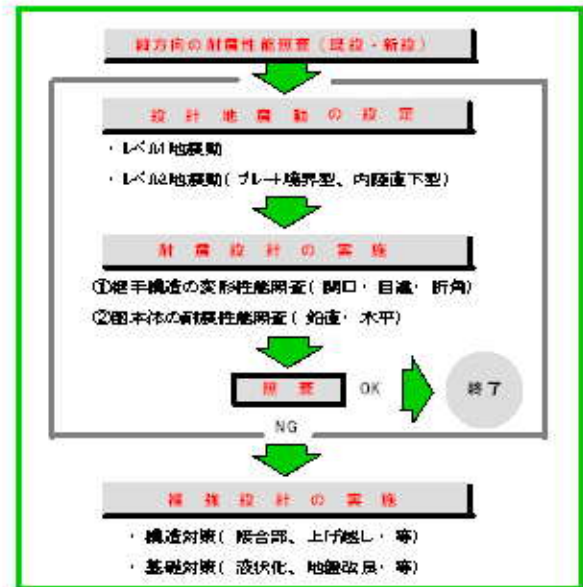 縦方向の耐震性能照査（既設・新設）
設計地震動の設定
・レベル1地震動
・レベル2地震動（プレート境界型、内陸直下型）
耐震設計の実施
①継手構造の変形性能照査（開口・目違・折角）
②函本体の耐震性能照査（鉛直・水平）
照査 OK 終了
NG
補強設計の実施
・構造対策（接合部、上げ越し・等）
・基礎対策（液状化、地盤改良・等）